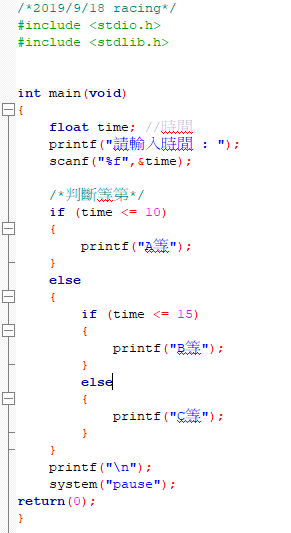 /*2019/9/18 racing*/
#include <stdio.h>
#include <stdlib.h>
int main(void)
{
float time; //時間
printf("請輸入時間 : ");
scanf("%f",&time);
/*判斷等第*/
if (time <= 10)
{
printf("A等");
}
else
{
if (time <= 15)
{
printf("B等");
}
else
{
printf("C等");
}
}
printf("\n");
system("pause");
return(0);
}